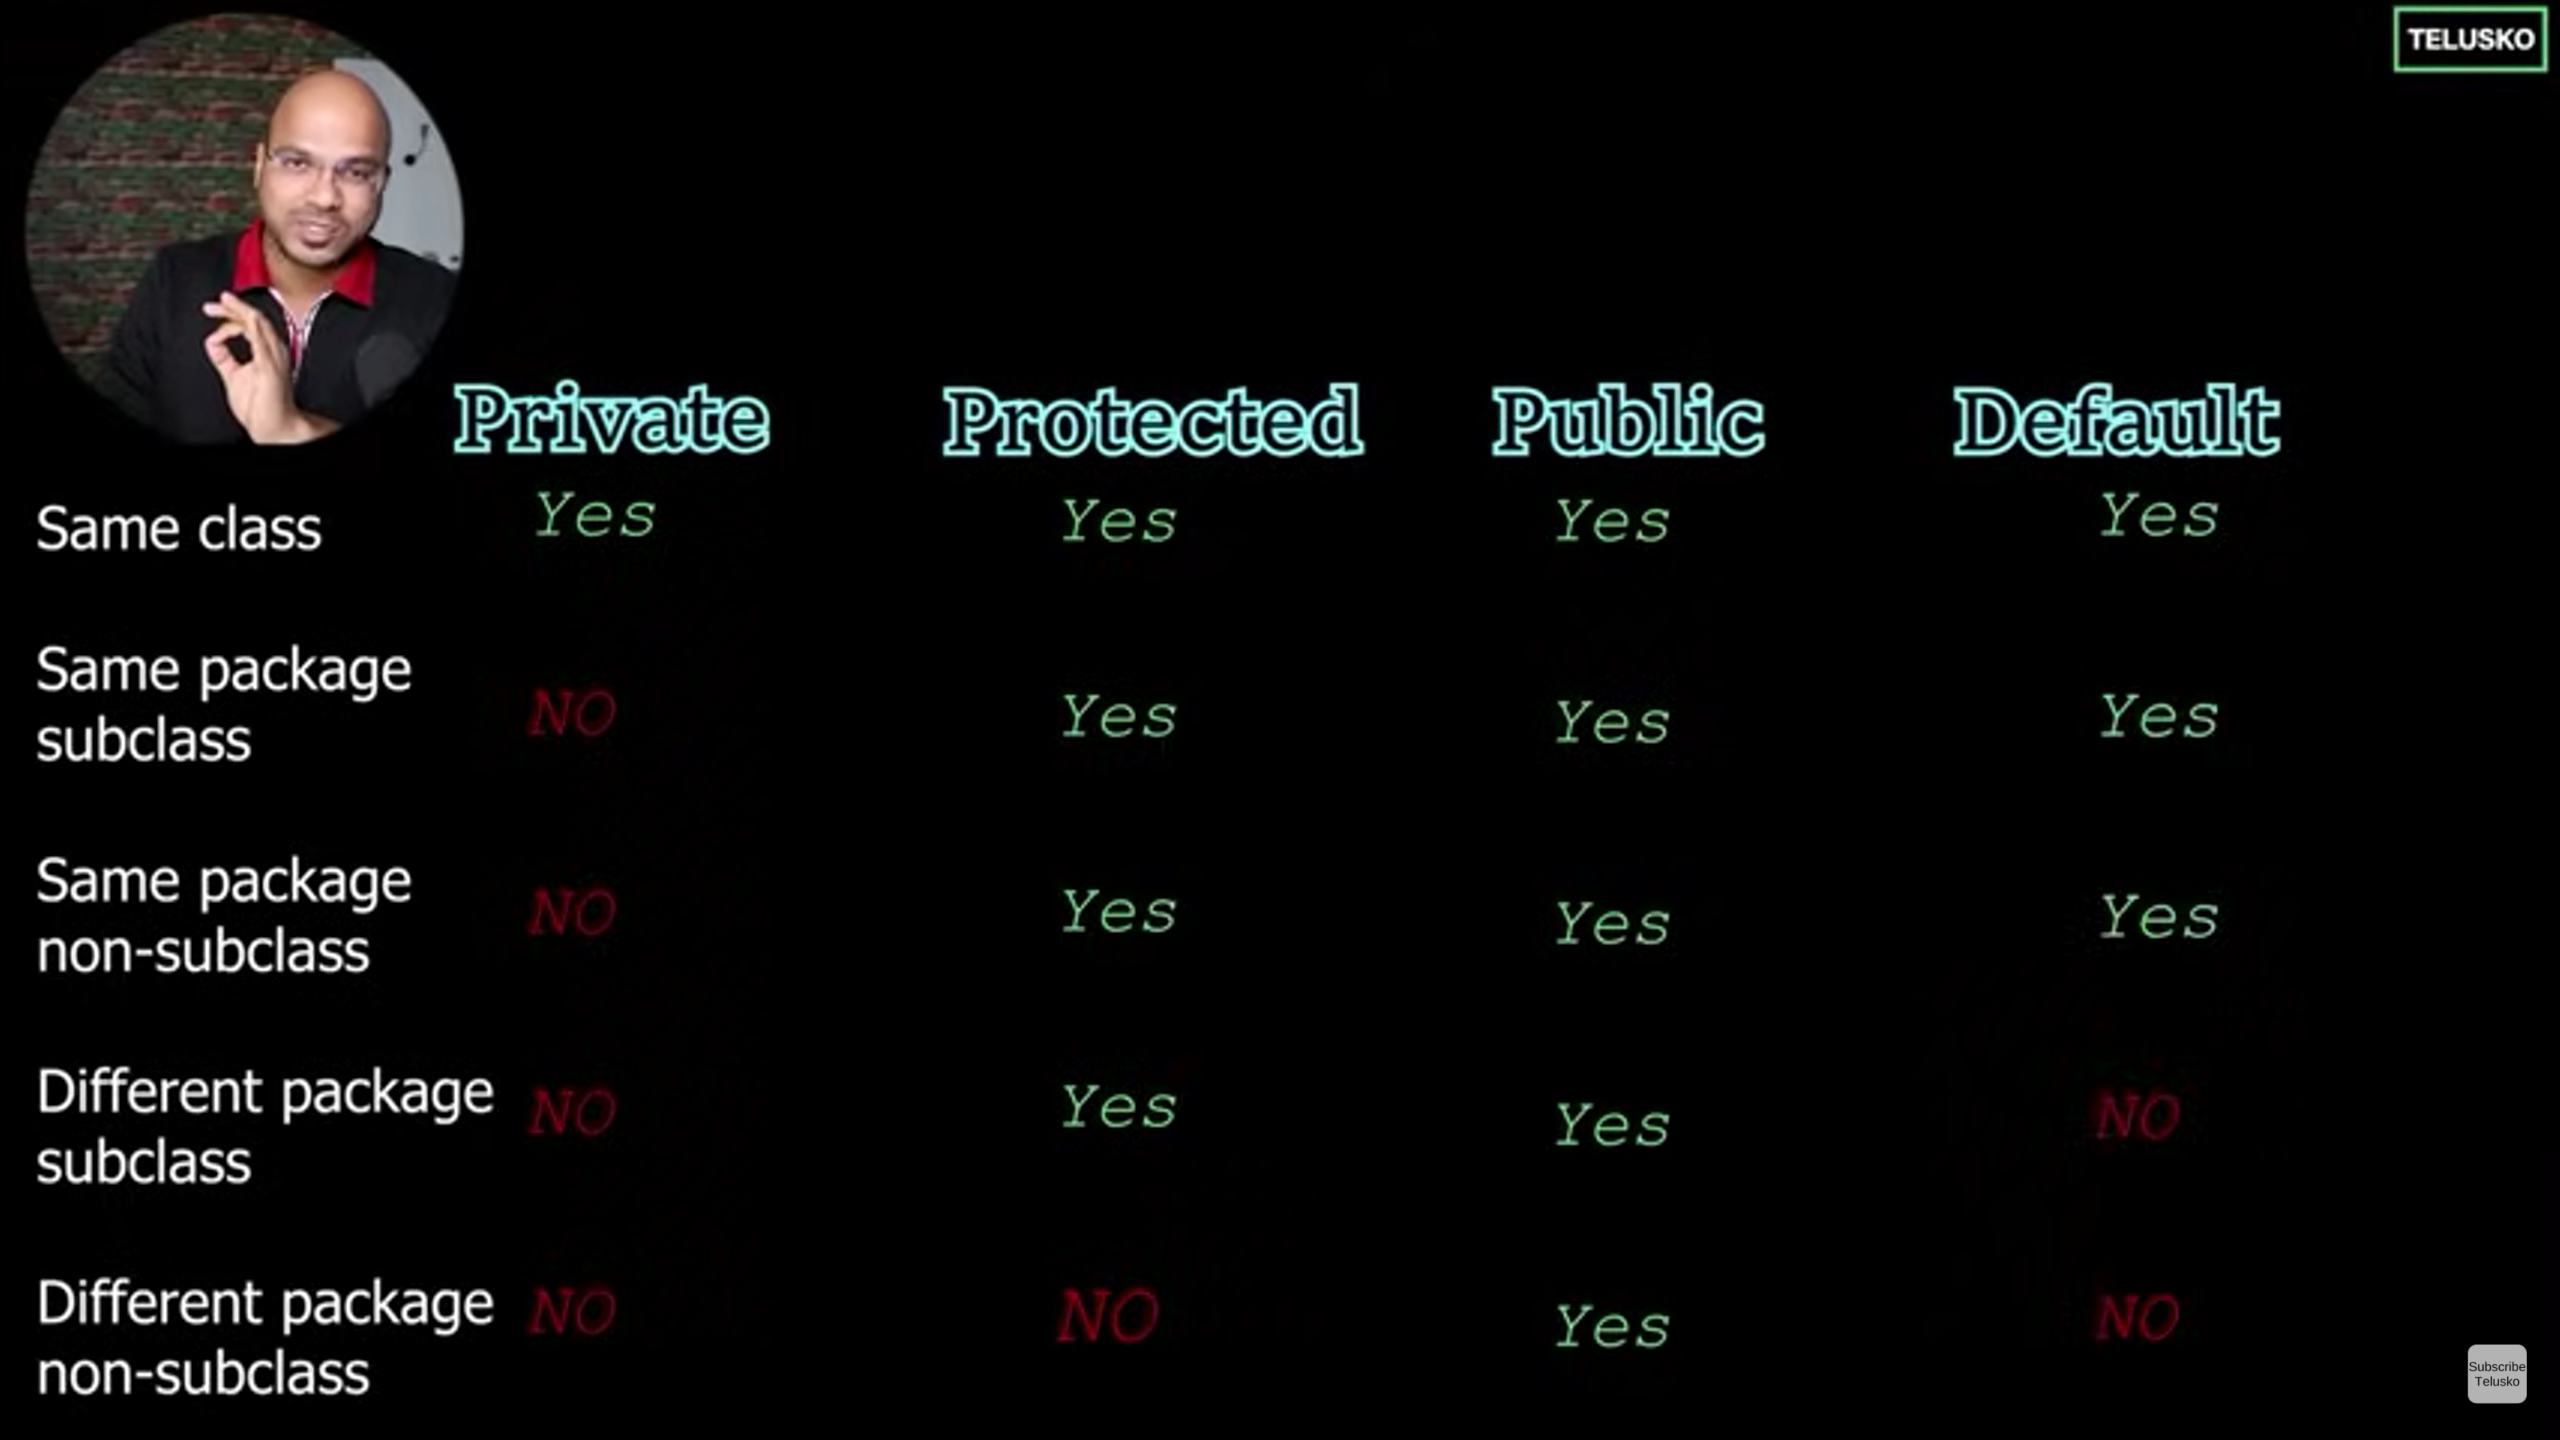 TELUSKO
Private Protected Public Default
Same class Yes Yes Yes Yes
Same package
subclass NO Yes Yes Yes
Same package
non-subclass NO Yes Yes Yes
Different package
subclass NO Yes Yes NO
Different package
non-subclass NO NO Yes NO
Subscribe
Telusko